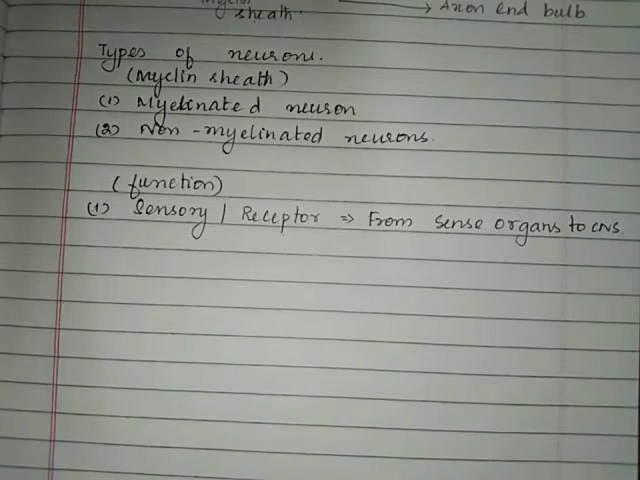 sheath. → Axon end bulb
Types of neurons.
(Myelin sheath)
(1) Myelinated neuron
(2) Non-myelinated neurons.
(function)
(1) Sensory / Receptor ⇒ From sense organs to CNS.